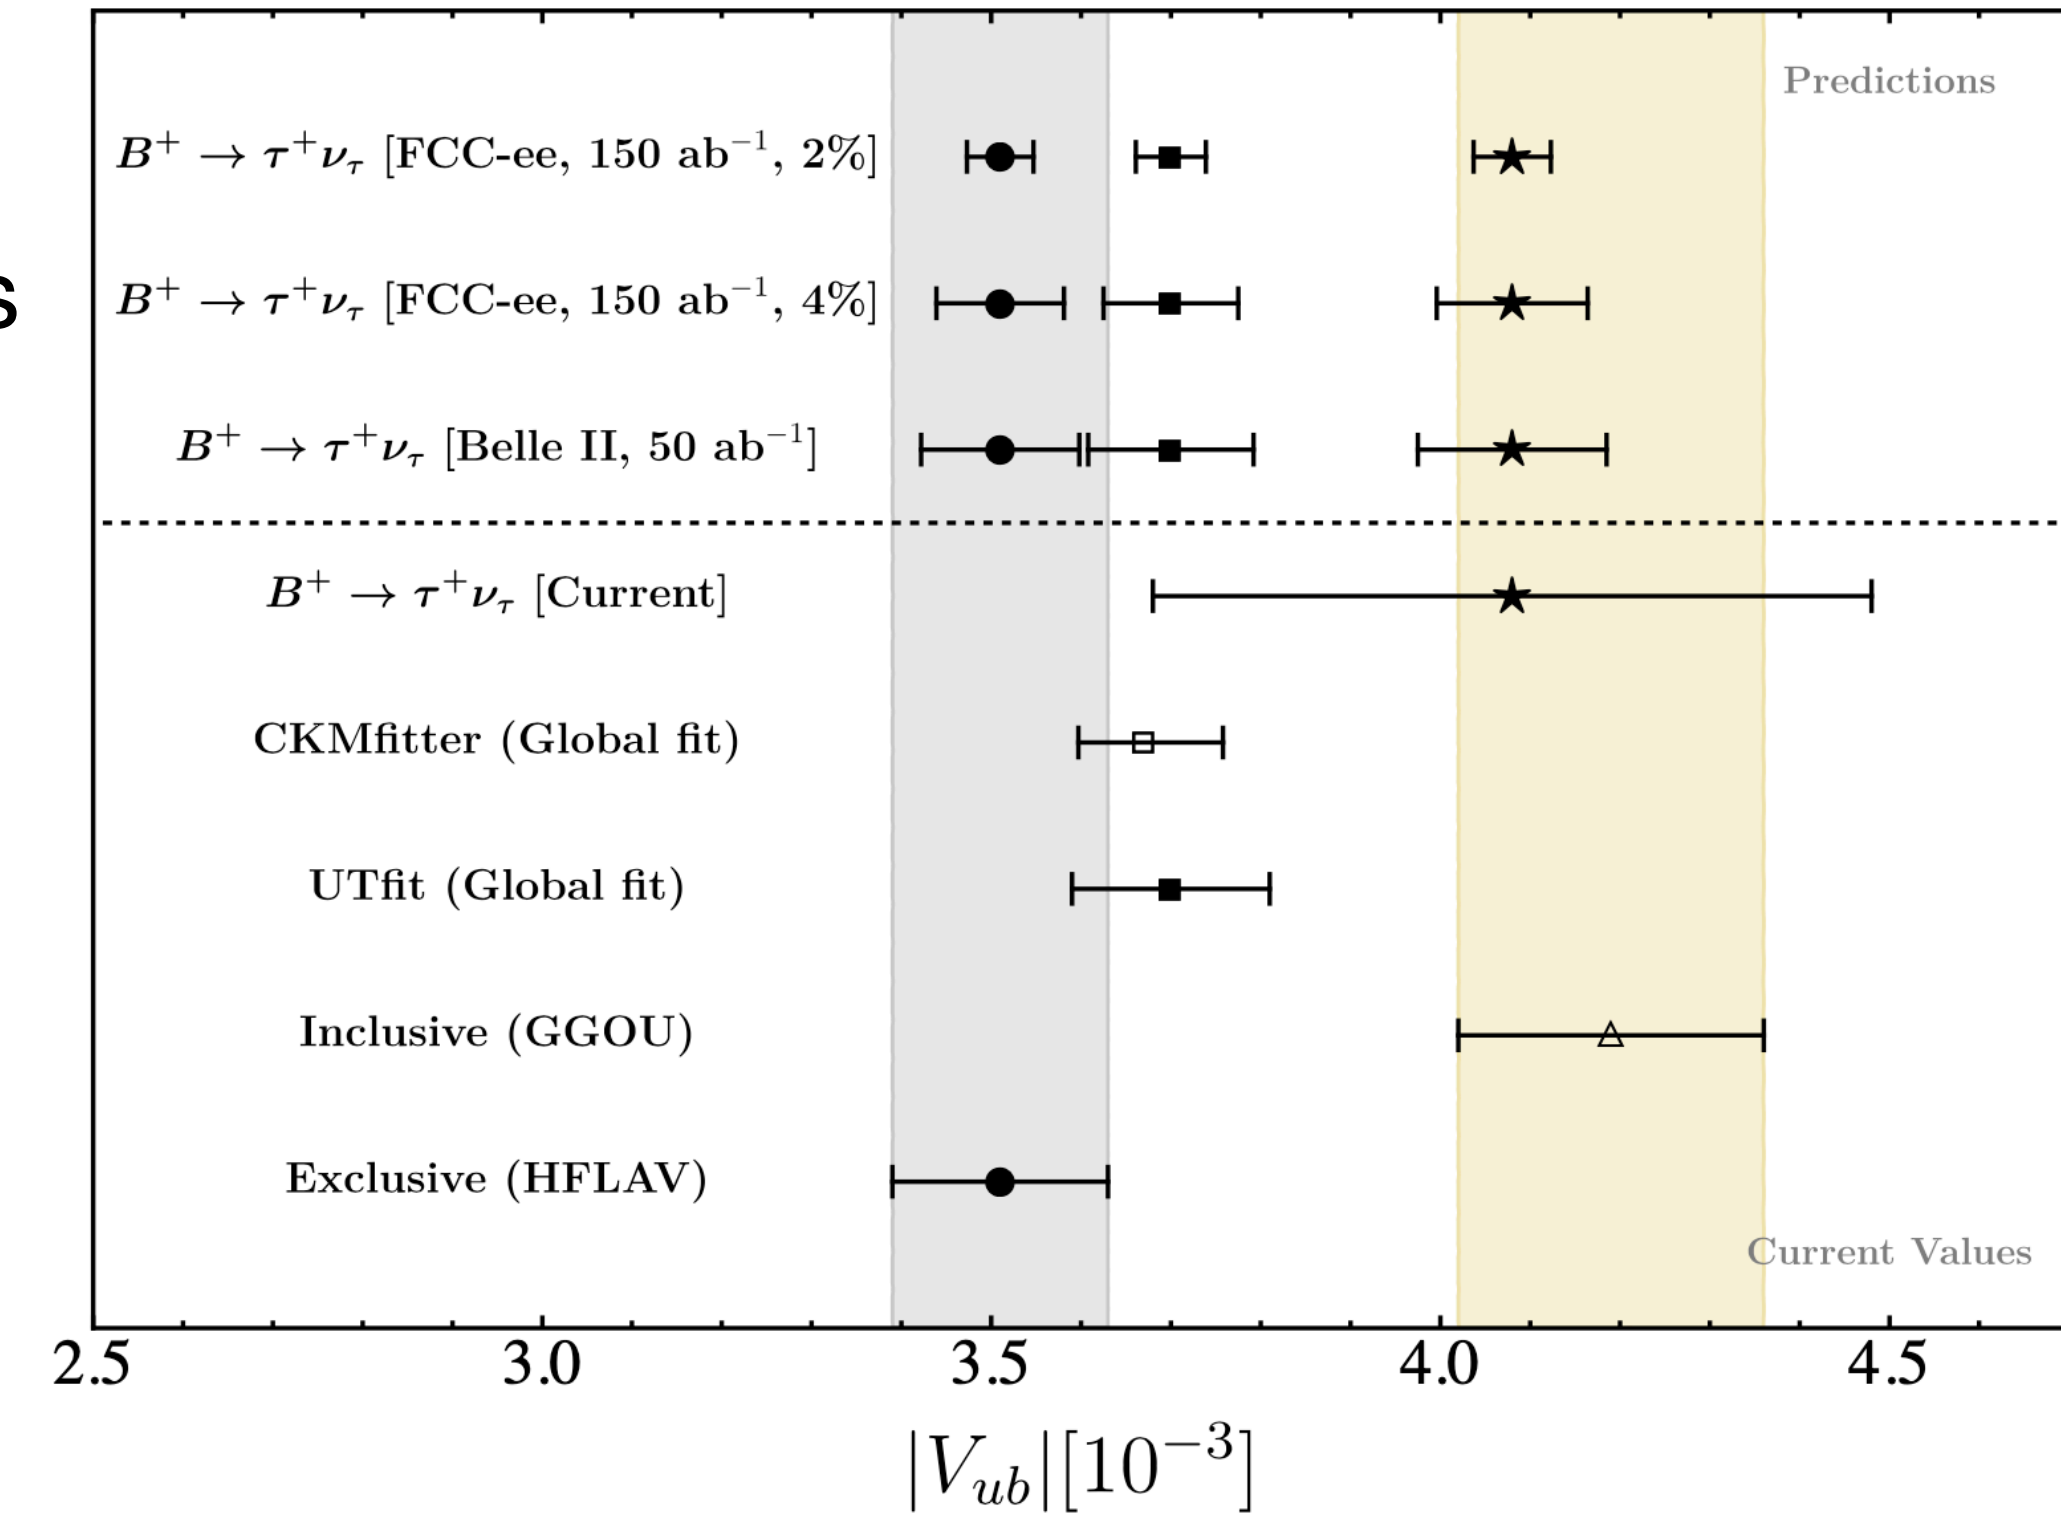 Predictions
B⁺ → τ⁺ν_τ [FCC-ee, 150 ab⁻¹, 2%]
s
B⁺ → τ⁺ν_τ [FCC-ee, 150 ab⁻¹, 4%]
B⁺ → τ⁺ν_τ [Belle II, 50 ab⁻¹]
B⁺ → τ⁺ν_τ [Current]
CKMfitter (Global fit)
UTfit (Global fit)
Inclusive (GGOU)
Exclusive (HFLAV)
Current Values
2.5 3.0 3.5 4.0 4.5
|V_ub|[10⁻³]